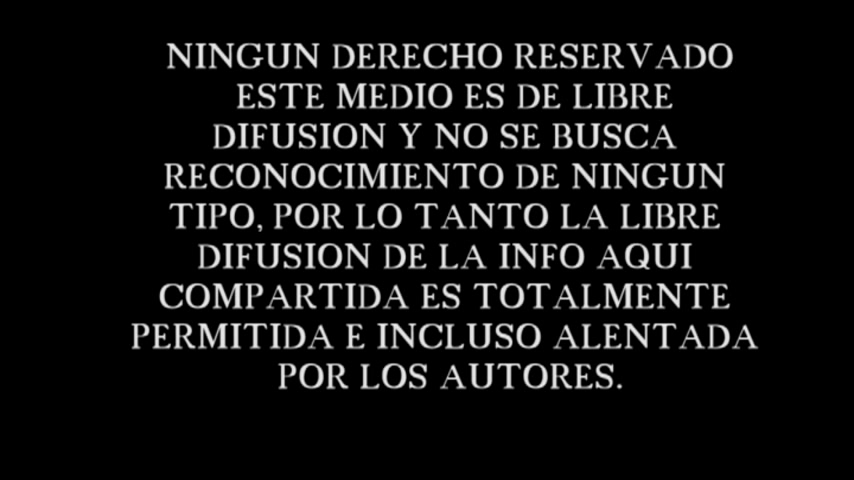 NINGUN DERECHO RESERVADO
ESTE MEDIO ES DE LIBRE
DIFUSION Y NO SE BUSCA
RECONOCIMIENTO DE NINGUN
TIPO, POR LO TANTO LA LIBRE
DIFUSION DE LA INFO AQUI
COMPARTIDA ES TOTALMENTE
PERMITIDA E INCLUSO ALENTADA
POR LOS AUTORES.